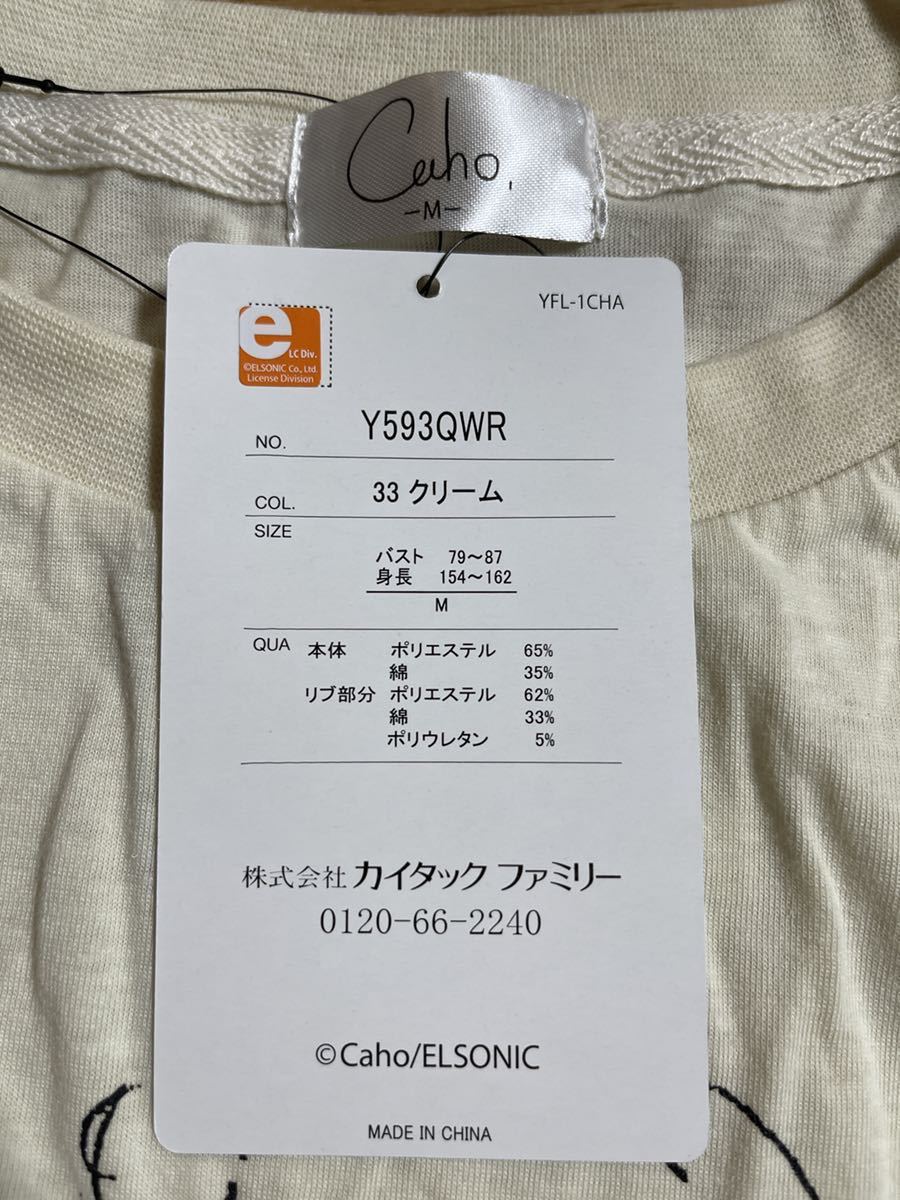 Caho,
-M-
YFL-1CHA
e
LC Div.
©ELSONIC Co., Ltd.
License Division
NO. Y593QWR
COL. 33 クリーム
SIZE
バスト 79～87
身長 154～162
M
QUA 本体 ポリエステル 65%
綿 35%
リブ部分 ポリエステル 62%
綿 33%
ポリウレタン 5%
株式会社 カイタック ファミリー
0120-66-2240
©Caho/ELSONIC
MADE IN CHINA